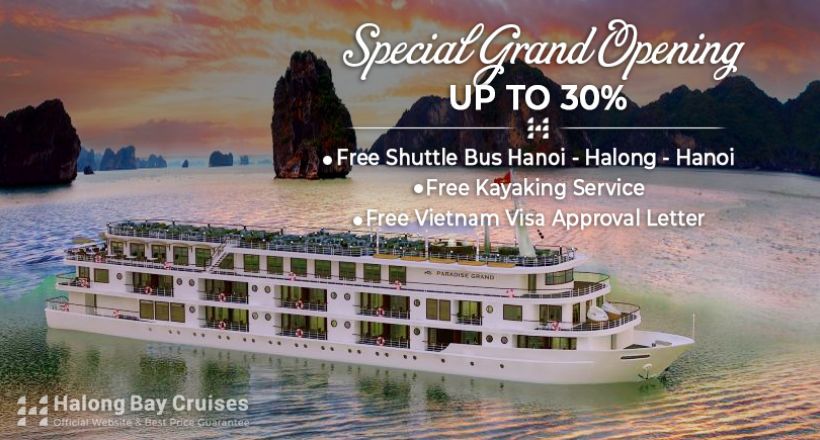 Special Grand Opening
UP TO 30%
•Free Shuttle Bus Hanoi - Halong - Hanoi
•Free Kayaking Service
•Free Vietnam Visa Approval Letter
PARADISE GRAND
Halong Bay Cruises
Official Website & Best Price Guarantee